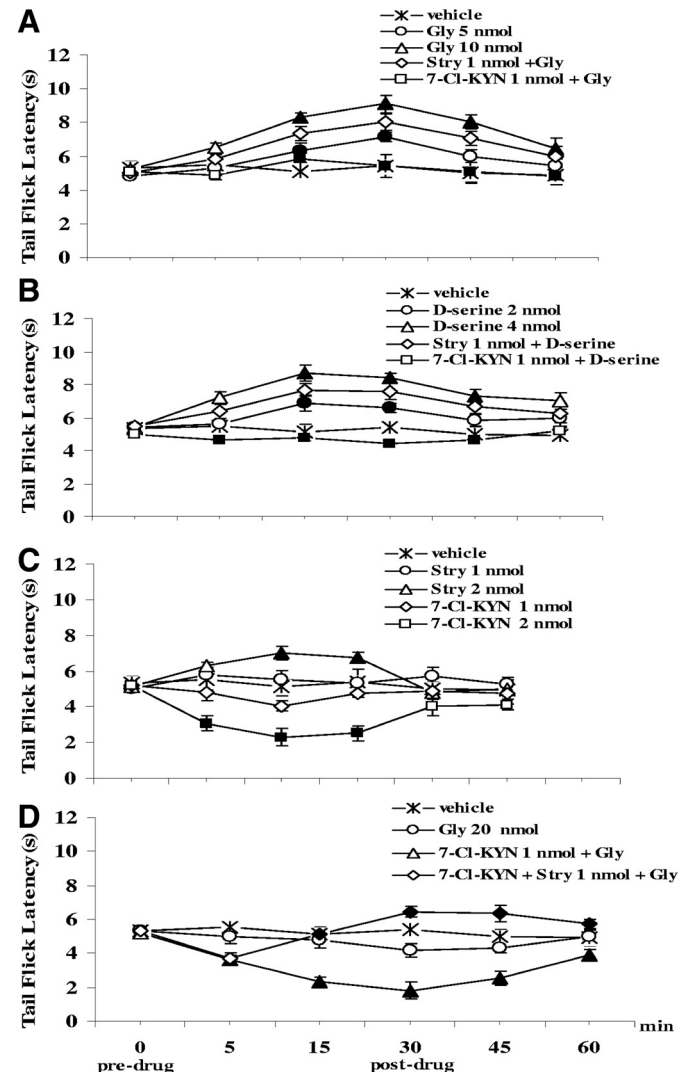 A
vehicle
Gly 5 nmol
Gly 10 nmol
Stry 1 nmol +Gly
7-Cl-KYN 1 nmol + Gly
Tail Flick Latency (s)
12
10
8
6
4
2
0
B
vehicle
D-serine 2 nmol
D-serine 4 nmol
Stry 1 nmol + D-serine
7-Cl-KYN 1 nmol + D-serine
Tail Flick Latency (s)
12
10
8
6
4
2
0
C
vehicle
Stry 1 nmol
Stry 2 nmol
7-Cl-KYN 1 nmol
7-Cl-KYN 2 nmol
Tail Flick Latency (s)
12
10
8
6
4
2
0
D
vehicle
Gly 20 nmol
7-Cl-KYN 1 nmol + Gly
7-Cl-KYN + Stry 1 nmol + Gly
Tail Flick Latency (s)
12
10
8
6
4
2
0
min
0 5 15 30 45 60
pre-drug post-drug